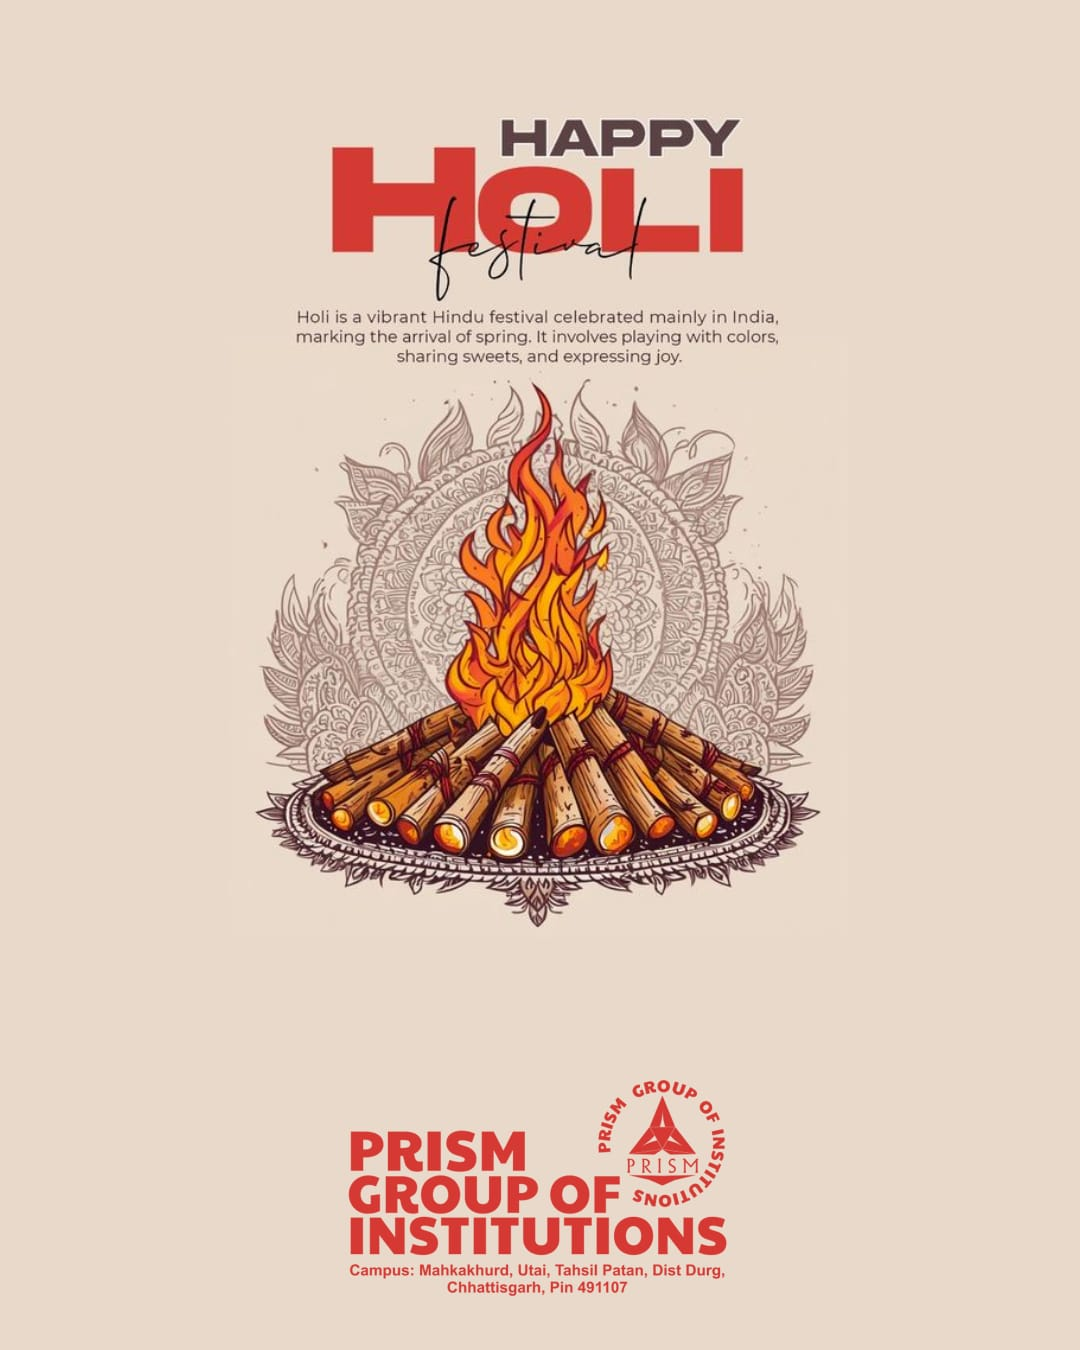 HAPPY
HOLI
festival
Holi is a vibrant Hindu festival celebrated mainly in India,
marking the arrival of spring. It involves playing with colors,
sharing sweets, and expressing joy.
PRISM GROUP OF INSTITUTIONS
PRISM
PRISM
GROUP OF
INSTITUTIONS
Campus: Mahkakhurd, Utai, Tahsil Patan, Dist Durg,
Chhattisgarh, Pin 491107